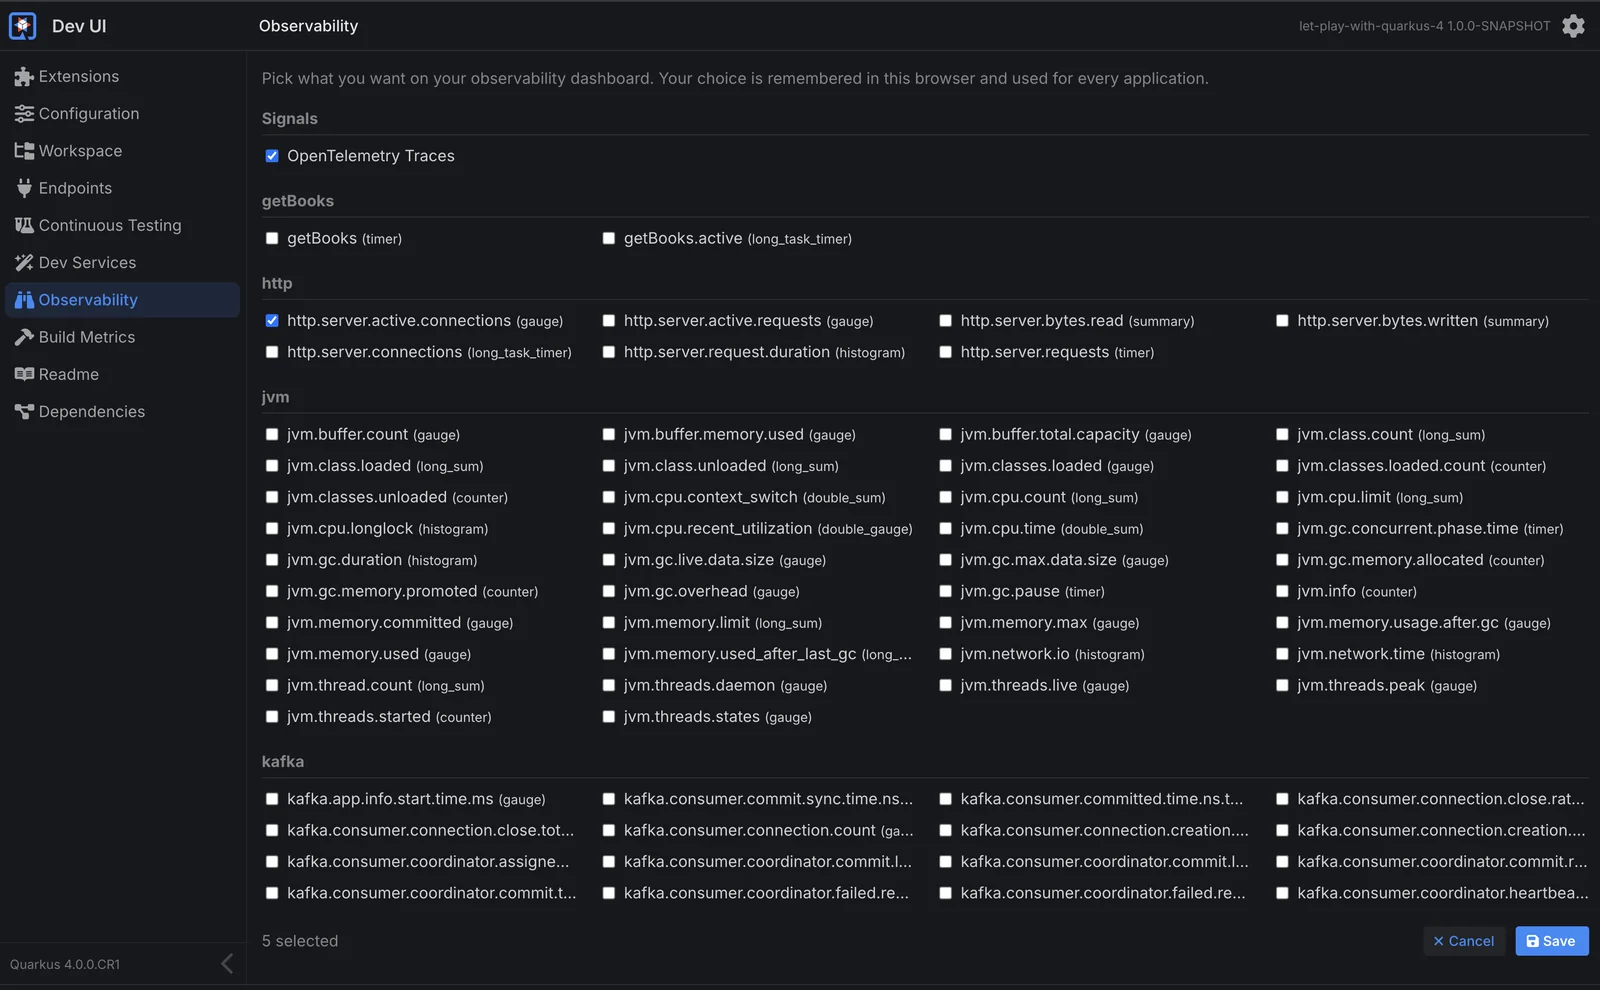 Dev UI
Observability
let-play-with-quarkus-4 1.0.0-SNAPSHOT
Extensions
Configuration
Workspace
Endpoints
Continuous Testing
Dev Services
Observability
Build Metrics
Readme
Dependencies
Quarkus 4.0.0.CR1
Pick what you want on your observability dashboard. Your choice is remembered in this browser and used for every application.
Signals
OpenTelemetry Traces
getBooks
getBooks (timer) getBooks.active (long_task_timer)
http
http.server.active.connections (gauge) http.server.active.requests (gauge) http.server.bytes.read (summary) http.server.bytes.written (summary)
http.server.connections (long_task_timer) http.server.request.duration (histogram) http.server.requests (timer)
jvm
jvm.buffer.count (gauge) jvm.buffer.memory.used (gauge) jvm.buffer.total.capacity (gauge) jvm.class.count (long_sum)
jvm.class.loaded (long_sum) jvm.class.unloaded (long_sum) jvm.classes.loaded (gauge) jvm.classes.loaded.count (counter)
jvm.classes.unloaded (counter) jvm.cpu.context_switch (double_sum) jvm.cpu.count (long_sum) jvm.cpu.limit (long_sum)
jvm.cpu.longlock (histogram) jvm.cpu.recent_utilization (double_gauge) jvm.cpu.time (double_sum) jvm.gc.concurrent.phase.time (timer)
jvm.gc.duration (histogram) jvm.gc.live.data.size (gauge) jvm.gc.max.data.size (gauge) jvm.gc.memory.allocated (counter)
jvm.gc.memory.promoted (counter) jvm.gc.overhead (gauge) jvm.gc.pause (timer) jvm.info (counter)
jvm.memory.committed (gauge) jvm.memory.limit (long_sum) jvm.memory.max (gauge) jvm.memory.usage.after.gc (gauge)
jvm.memory.used (gauge) jvm.memory.used_after_last_gc (long_... jvm.network.io (histogram) jvm.network.time (histogram)
jvm.thread.count (long_sum) jvm.threads.daemon (gauge) jvm.threads.live (gauge) jvm.threads.peak (gauge)
jvm.threads.started (counter) jvm.threads.states (gauge)
kafka
kafka.app.info.start.time.ms (gauge) kafka.consumer.commit.sync.time.ns... kafka.consumer.committed.time.ns.t... kafka.consumer.connection.close.rat...
kafka.consumer.connection.close.tot... kafka.consumer.connection.count (ga... kafka.consumer.connection.creation.... kafka.consumer.connection.creation....
kafka.consumer.coordinator.assigne... kafka.consumer.coordinator.commit.l... kafka.consumer.coordinator.commit.l... kafka.consumer.coordinator.commit.r...
kafka.consumer.coordinator.commit.t... kafka.consumer.coordinator.failed.re... kafka.consumer.coordinator.failed.re... kafka.consumer.coordinator.heartbea...
5 selected
Cancel
Save